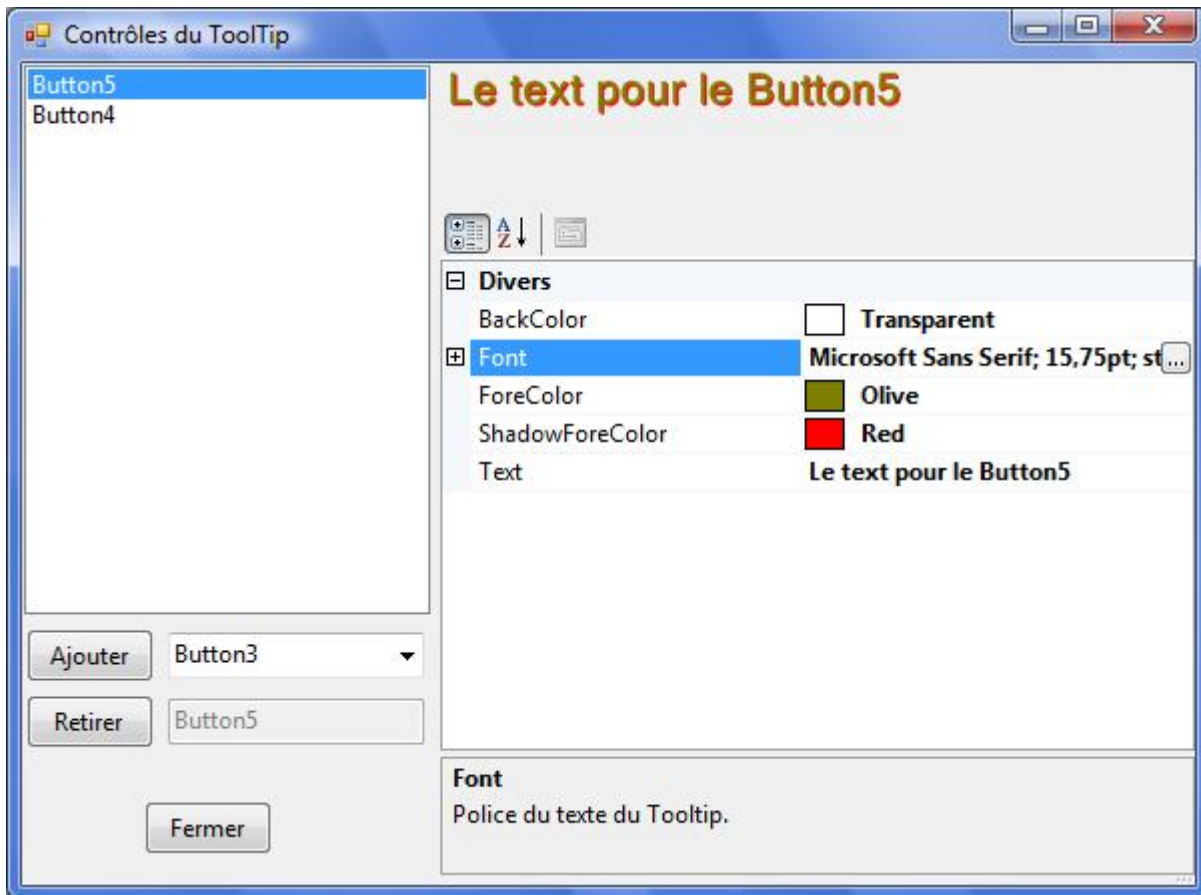 Contrôles du ToolTip
Button5
Button4
Le text pour le Button5
Divers
BackColor Transparent
Font Microsoft Sans Serif; 15,75pt; st...
ForeColor Olive
ShadowForeColor Red
Text Le text pour le Button5
Ajouter Button3
Retirer Button5
Fermer
Font
Police du texte du Tooltip.